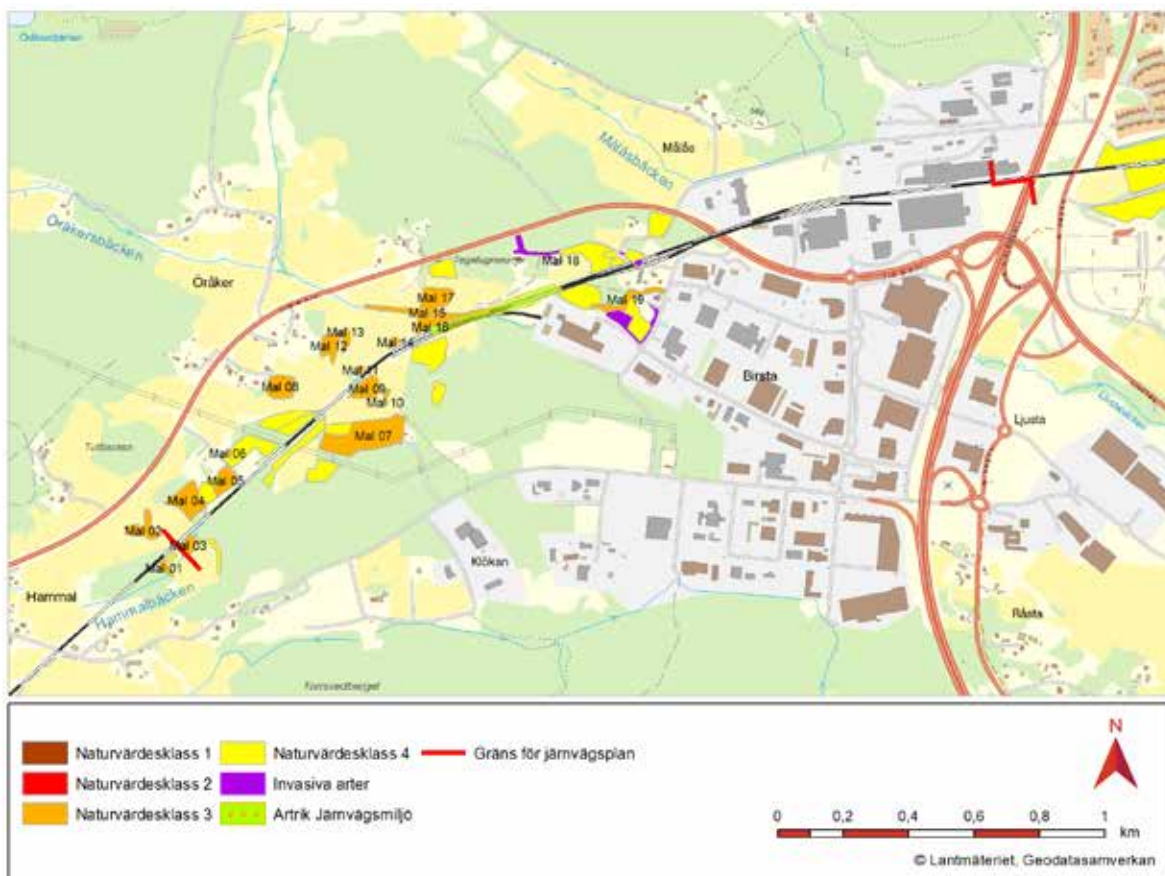 Målås
Målåsbäcken
Öråkersbäcken
Öråker
Mal 18
Mal 17
Mal 19
Mal 15
Mal 16
Mal 13
Mal 12
Mal 14
Mal 11
Mal 08
Mal 09
Mal 10
Birsta
Mal 07
Ljusta
Mal 06
Mal 05
Mal 04
Mal 02
Mal 03
Mal 01
Klökan
Hammal
Hammalbäcken
Råsta
Naturvärdesklass 1
Naturvärdesklass 2
Naturvärdesklass 3
Naturvärdesklass 4
Invasiva arter
Artrik Järnvägsmiljö
Gräns för järnvägsplan
N
0 0,2 0,4 0,6 0,8 1
km
© Lantmäteriet, Geodatasamverkan